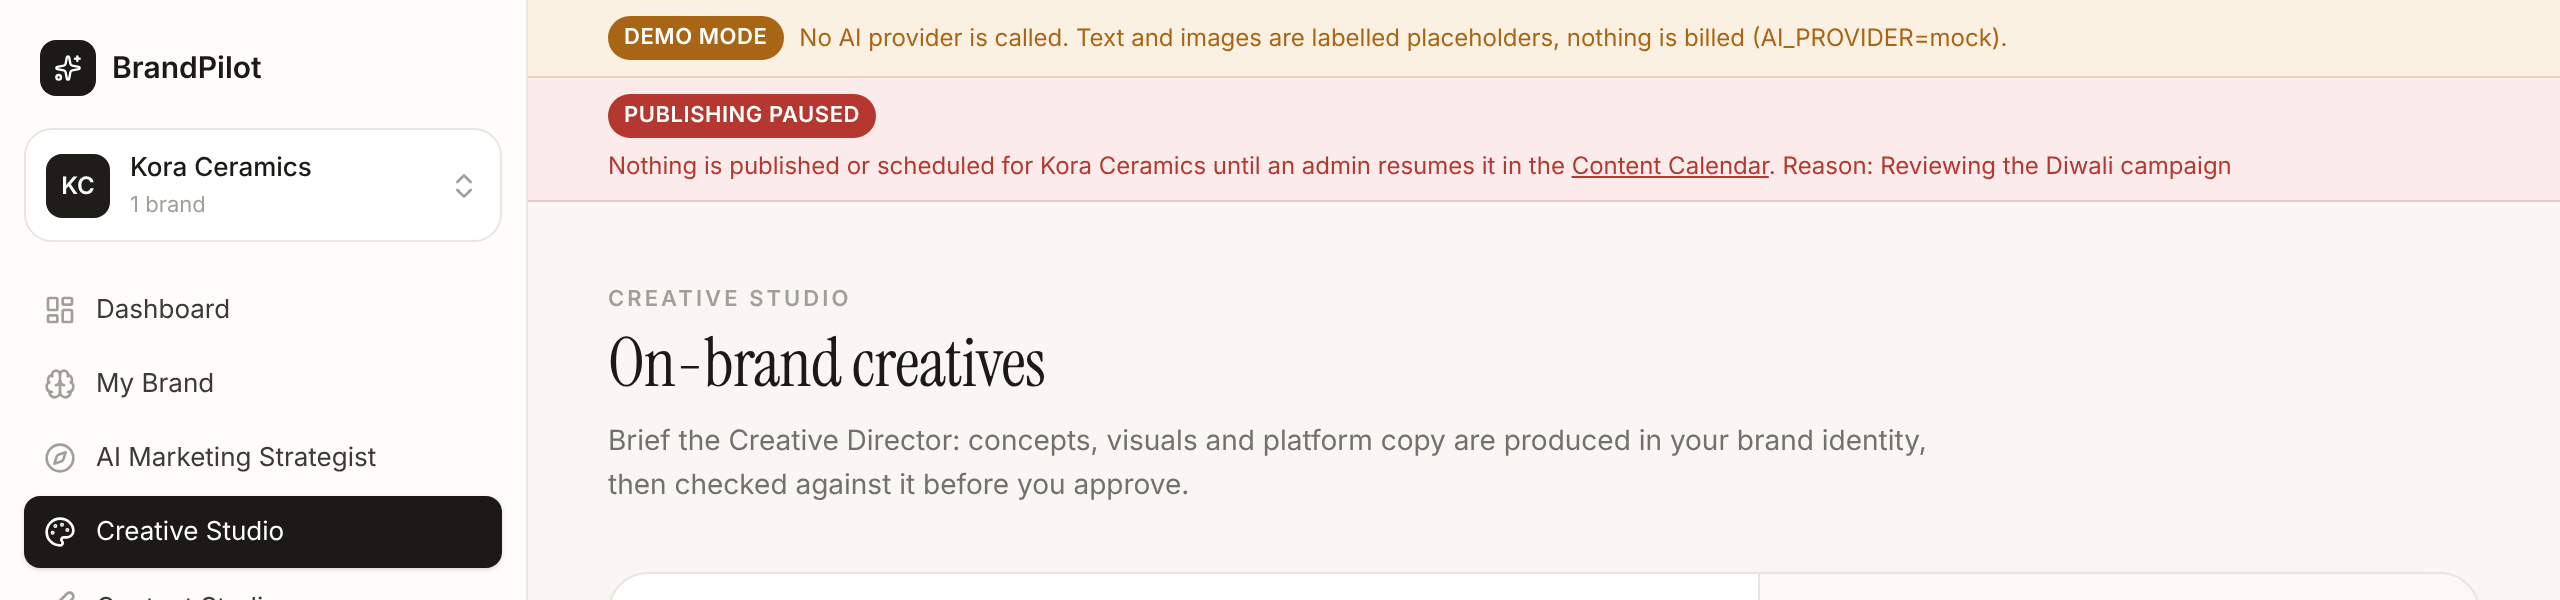 BrandPilot
KC
Kora Ceramics
1 brand
Dashboard
My Brand
AI Marketing Strategist
Creative Studio
DEMO MODE No AI provider is called. Text and images are labelled placeholders, nothing is billed (AI_PROVIDER=mock).
PUBLISHING PAUSED
Nothing is published or scheduled for Kora Ceramics until an admin resumes it in the Content Calendar. Reason: Reviewing the Diwali campaign
CREATIVE STUDIO
On-brand creatives
Brief the Creative Director: concepts, visuals and platform copy are produced in your brand identity,
then checked against it before you approve.